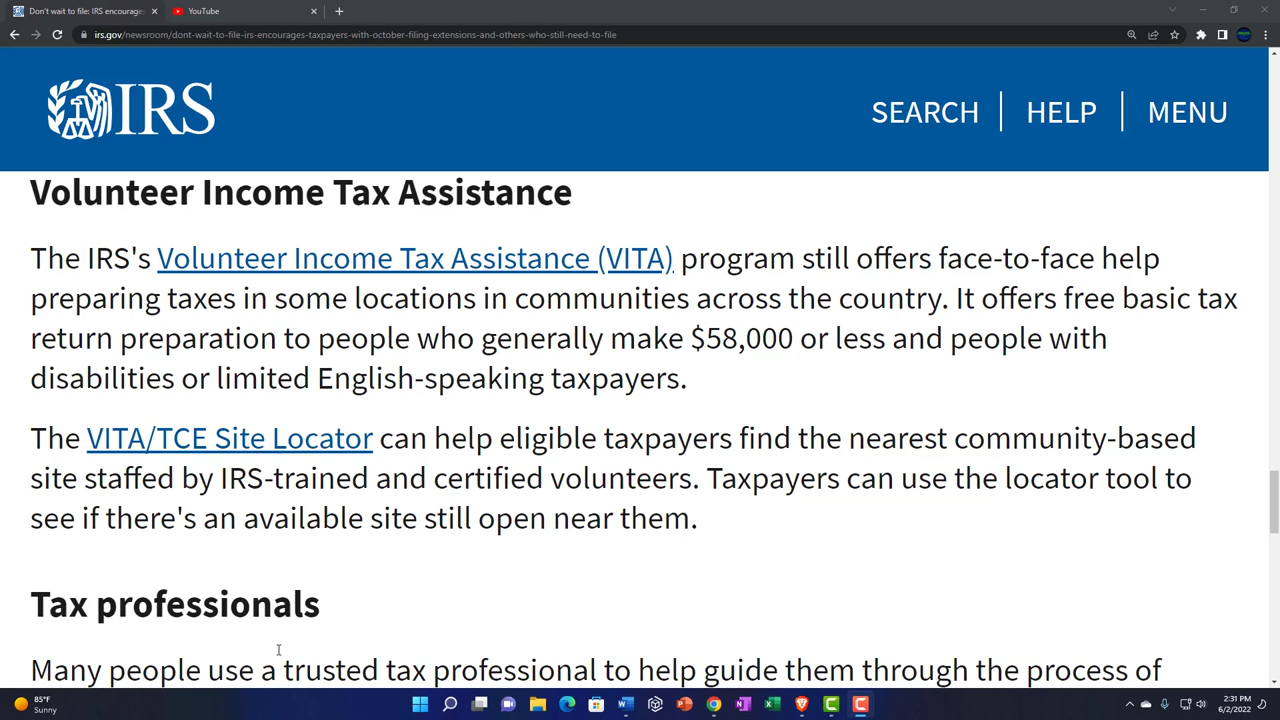 Don't wait to file: IRS encourages
YouTube
irs.gov/newsroom/dont-wait-to-file-irs-encourages-taxpayers-with-october-filing-extensions-and-others-who-still-need-to-file
IRS
SEARCH
HELP
MENU
Volunteer Income Tax Assistance
The IRS's Volunteer Income Tax Assistance (VITA) program still offers face-to-face help
preparing taxes in some locations in communities across the country. It offers free basic tax
return preparation to people who generally make $58,000 or less and people with
disabilities or limited English-speaking taxpayers.
The VITA/TCE Site Locator can help eligible taxpayers find the nearest community-based
site staffed by IRS-trained and certified volunteers. Taxpayers can use the locator tool to
see if there's an available site still open near them.
Tax professionals
Many people use a trusted tax professional to help guide them through the process of
85°F
Sunny
2:31 PM
6/2/2022